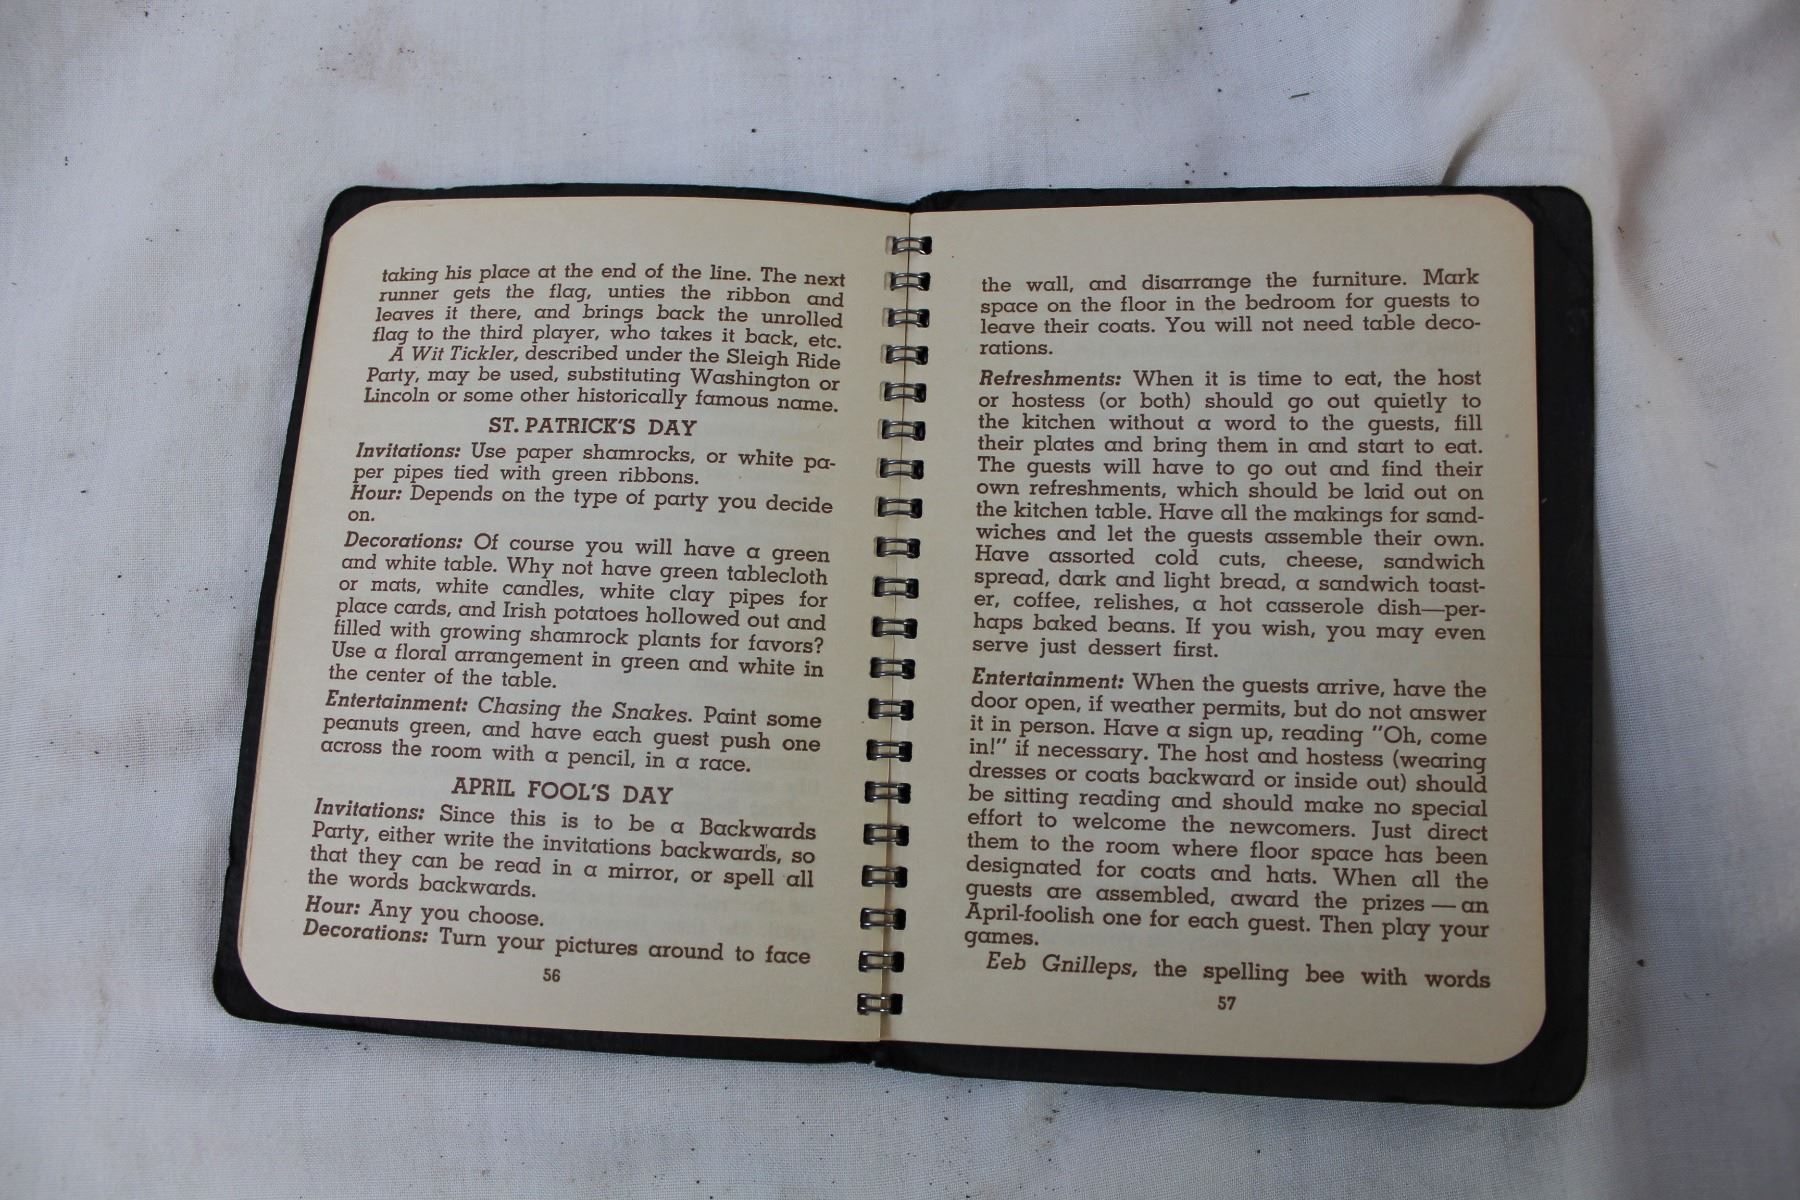 taking his place at the end of the line. The next
runner gets the flag, unties the ribbon and
leaves it there, and brings back the unrolled
flag to the third player, who takes it back, etc.
A Wit Tickler, described under the Sleigh Ride
Party, may be used, substituting Washington or
Lincoln or some other historically famous name.
ST. PATRICK'S DAY
Invitations: Use paper shamrocks, or white pa-
per pipes tied with green ribbons.
Hour: Depends on the type of party you decide
on.
Decorations: Of course you will have a green
and white table. Why not have green tablecloth
or mats, white candles, white clay pipes for
place cards, and Irish potatoes hollowed out and
filled with growing shamrock plants for favors?
Use a floral arrangement in green and white in
the center of the table.
Entertainment: Chasing the Snakes. Paint some
peanuts green, and have each guest push one
across the room with a pencil, in a race.
APRIL FOOL'S DAY
Invitations: Since this is to be a Backwards
Party, either write the invitations backwards, so
that they can be read in a mirror, or spell all
the words backwards.
Hour: Any you choose.
Decorations: Turn your pictures around to face
56
the wall, and disarrange the furniture. Mark
space on the floor in the bedroom for guests to
leave their coats. You will not need table deco-
rations.
Refreshments: When it is time to eat, the host
or hostess (or both) should go out quietly to
the kitchen without a word to the guests, fill
their plates and bring them in and start to eat.
The guests will have to go out and find their
own refreshments, which should be laid out on
the kitchen table. Have all the makings for sand-
wiches and let the guests assemble their own.
Have assorted cold cuts, cheese, sandwich
spread, dark and light bread, a sandwich toast-
er, coffee, relishes, a hot casserole dish—per-
haps baked beans. If you wish, you may even
serve just dessert first.
Entertainment: When the guests arrive, have the
door open, if weather permits, but do not answer
it in person. Have a sign up, reading "Oh, come
in!" if necessary. The host and hostess (wearing
dresses or coats backward or inside out) should
be sitting reading and should make no special
effort to welcome the newcomers. Just direct
them to the room where floor space has been
designated for coats and hats. When all the
guests are assembled, award the prizes — an
April-foolish one for each guest. Then play your
games.
Eeb Gnilleps, the spelling bee with words
57